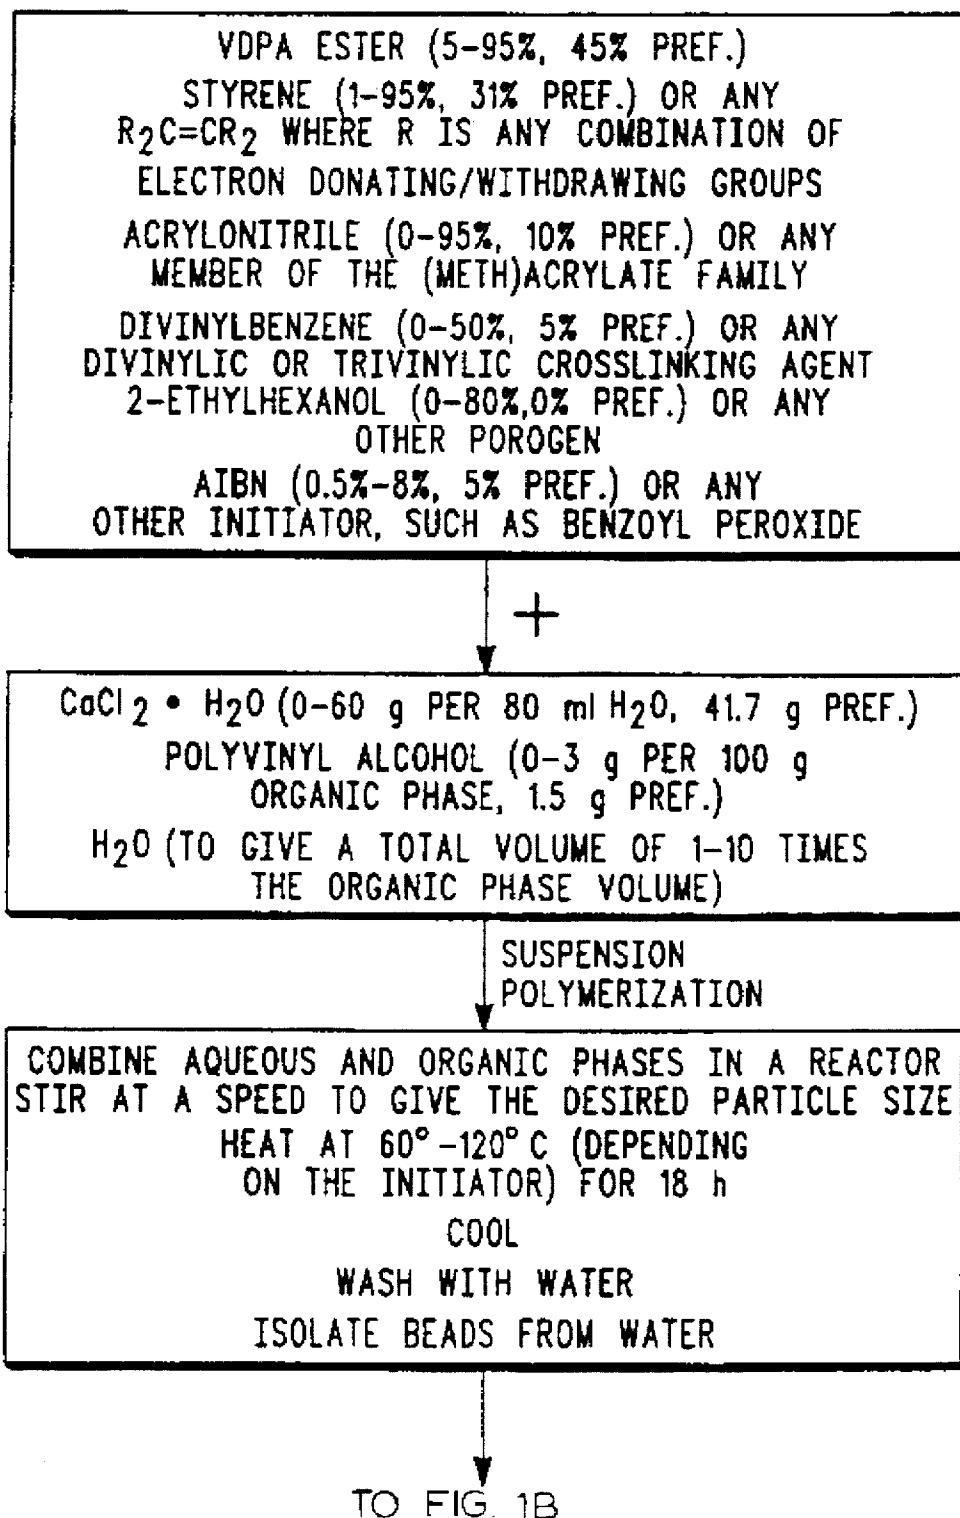 VDPA ESTER (5-95%, 45% PREF.)
STYRENE (1-95%, 31% PREF.) OR ANY
R2C=CR2 WHERE R IS ANY COMBINATION OF
ELECTRON DONATING/WITHDRAWING GROUPS
ACRYLONITRILE (0-95%, 10% PREF.) OR ANY
MEMBER OF THE (METH)ACRYLATE FAMILY
DIVINYLBENZENE (0-50%, 5% PREF.) OR ANY
DIVINYLIC OR TRIVINYLIC CROSSLINKING AGENT
2-ETHYLHEXANOL (0-80%,0% PREF.) OR ANY
OTHER POROGEN
AIBN (0.5%-8%, 5% PREF.) OR ANY
OTHER INITIATOR, SUCH AS BENZOYL PEROXIDE
+
CaCl2 • H2O (0-60 g PER 80 ml H2O, 41.7 g PREF.)
POLYVINYL ALCOHOL (0-3 g PER 100 g
ORGANIC PHASE, 1.5 g PREF.)
H2O (TO GIVE A TOTAL VOLUME OF 1-10 TIMES
THE ORGANIC PHASE VOLUME)
SUSPENSION
POLYMERIZATION
COMBINE AQUEOUS AND ORGANIC PHASES IN A REACTOR
STIR AT A SPEED TO GIVE THE DESIRED PARTICLE SIZE
HEAT AT 60°-120°C (DEPENDING
ON THE INITIATOR) FOR 18 h
COOL
WASH WITH WATER
ISOLATE BEADS FROM WATER
TO FIG. 1B